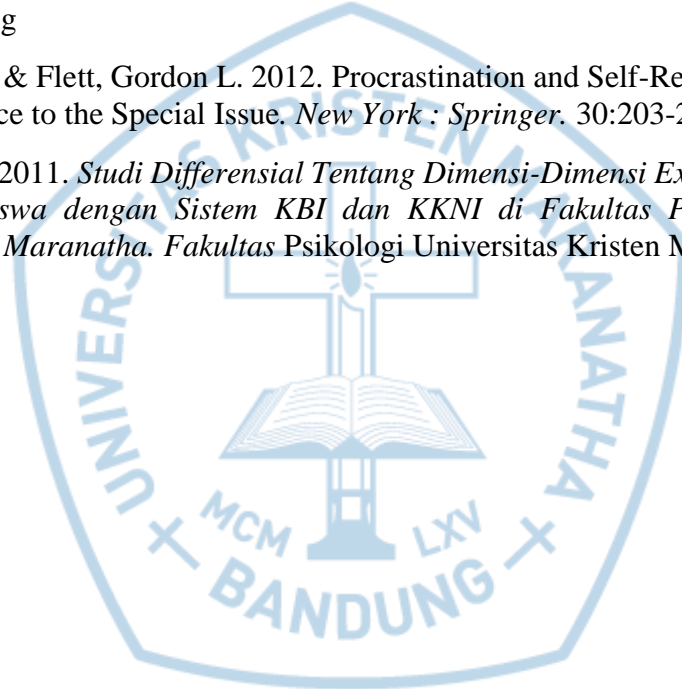 g
& Flett, Gordon L. 2012. Procrastination and Self-Re
ce to the Special Issue. New York : Springer. 30:203-2
2011. Studi Differensial Tentang Dimensi-Dimensi Ex
swa dengan Sistem KBI dan KKNI di Fakultas P
Maranatha. Fakultas Psikologi Universitas Kristen M
UNIVERSITAS KRISTEN MARANATHA
MCM LXV
BANDUNG